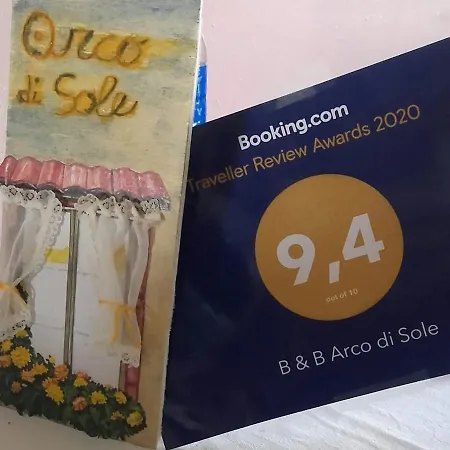 Arco
di Sole
Booking.com
Traveller Review Awards 2020
9,4
out of 10
B & B Arco di Sole